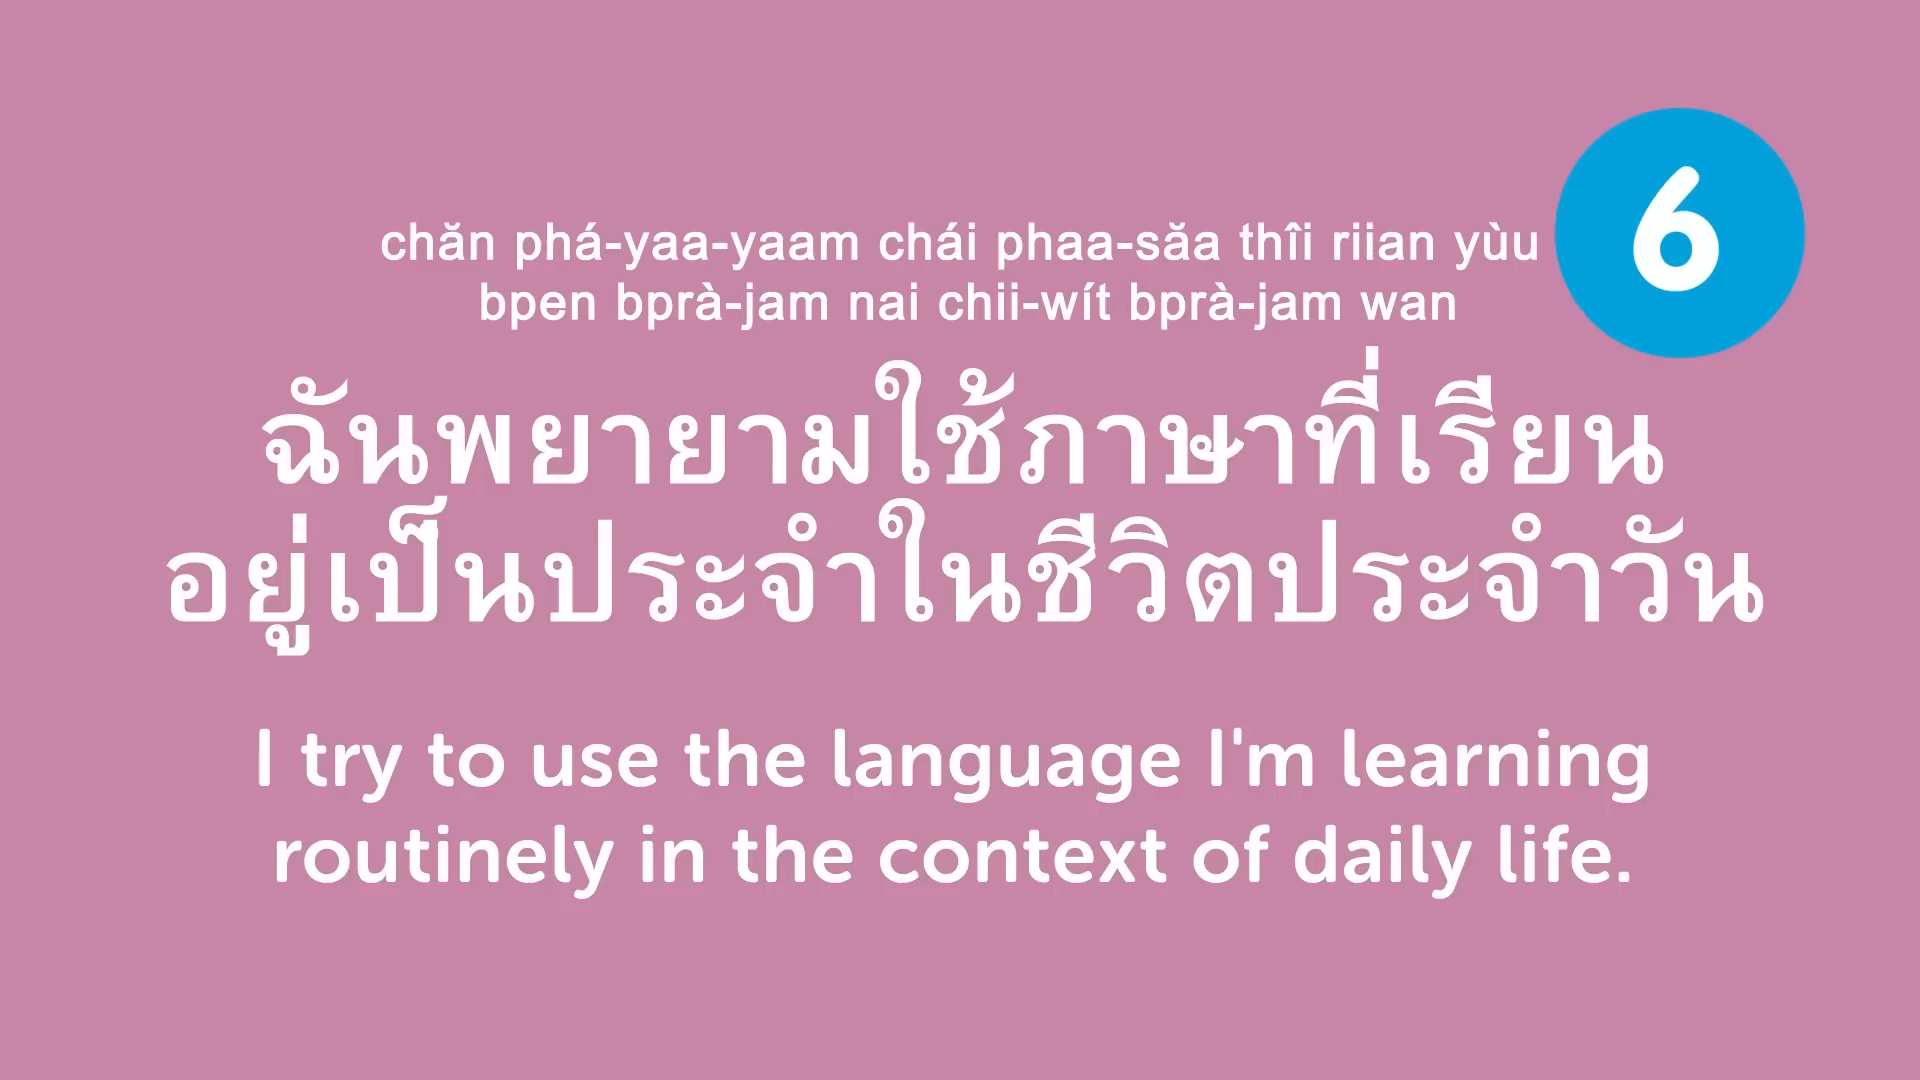 6
chăn phá-yaa-yaam chái phaa-săa thîi riian yùu
bpen bprà-jam nai chii-wít bprà-jam wan
ฉันพยายามใช้ภาษาที่เรียน
อยู่เป็นประจำในชีวิตประจำวัน
I try to use the language I'm learning
routinely in the context of daily life.